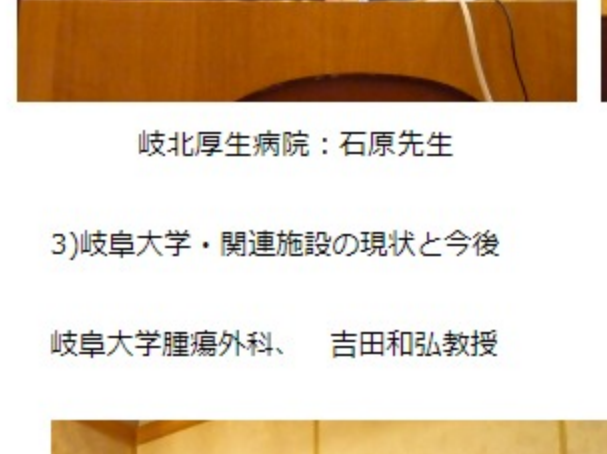 岐北厚生病院：石原先生
3)岐阜大学・関連施設の現状と今後
岐阜大学腫瘍外科、　吉田和弘教授